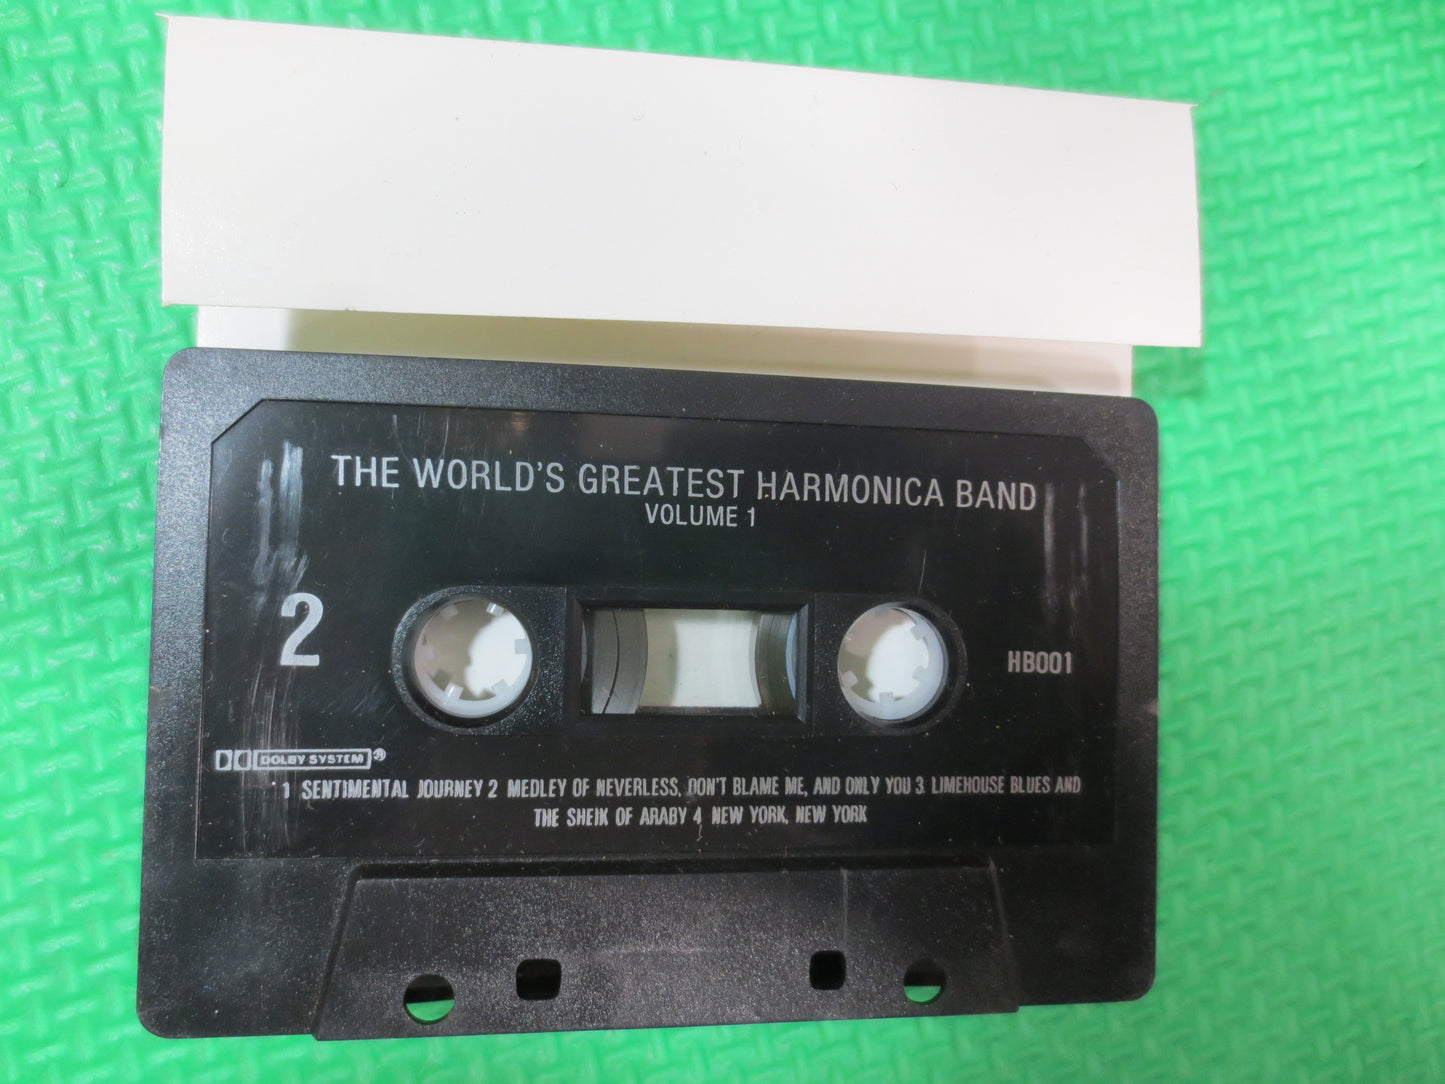 THE WORLD'S GREATEST HARMONICA BAND
VOLUME 1
2
HB001
DOLBY SYSTEM®
1 SENTIMENTAL JOURNEY 2 MEDLEY OF NEVERLESS, DON'T BLAME ME, AND ONLY YOU 3 LIMEHOUSE BLUES AND
THE SHEIK OF ARABY 4 NEW YORK, NEW YORK